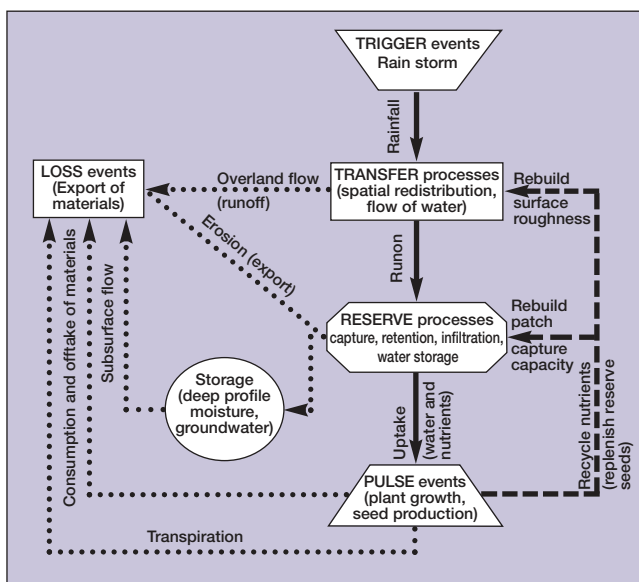 TRIGGER events
Rain storm
Rainfall
LOSS events
(Export of
materials)
Overland flow
(runoff)
TRANSFER processes
(spatial redistribution,
flow of water)
Rebuild
surface
roughness
Erosion (export)
Runon
Consumption and offtake of materials
Subsurface flow
RESERVE processes
capture, retention, infiltration,
water storage
Rebuild
patch
capture
capacity
Storage
(deep profile
moisture,
groundwater)
Uptake
(water and
nutrients)
Recycle nutrients
(replenish reserve
seeds)
PULSE events
(plant growth,
seed production)
Transpiration